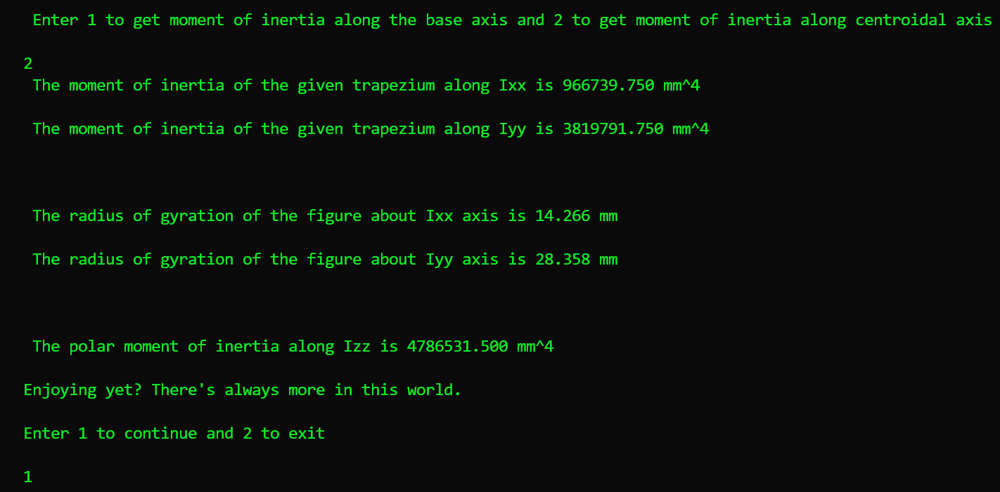 Enter 1 to get moment of inertia along the base axis and 2 to get moment of inertia along centroidal axis
2
The moment of inertia of the given trapezium along Ixx is 966739.750 mm^4
The moment of inertia of the given trapezium along Iyy is 3819791.750 mm^4
The radius of gyration of the figure about Ixx axis is 14.266 mm
The radius of gyration of the figure about Iyy axis is 28.358 mm
The polar moment of inertia along Izz is 4786531.500 mm^4
Enjoying yet? There's always more in this world.
Enter 1 to continue and 2 to exit
1